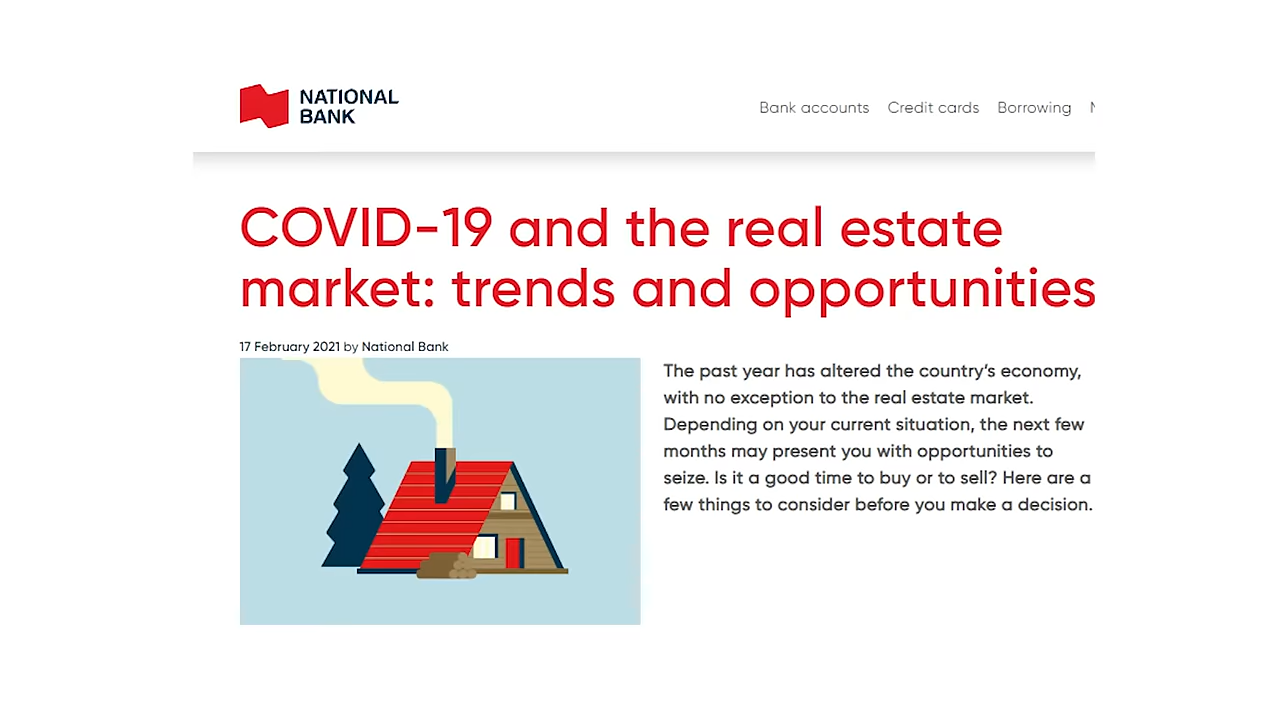 NATIONAL
BANK
Bank accounts Credit cards Borrowing
COVID-19 and the real estate
market: trends and opportunities
17 February 2021 by National Bank
The past year has altered the country’s economy,
with no exception to the real estate market.
Depending on your current situation, the next few
months may present you with opportunities to
seize. Is it a good time to buy or to sell? Here are a
few things to consider before you make a decision.